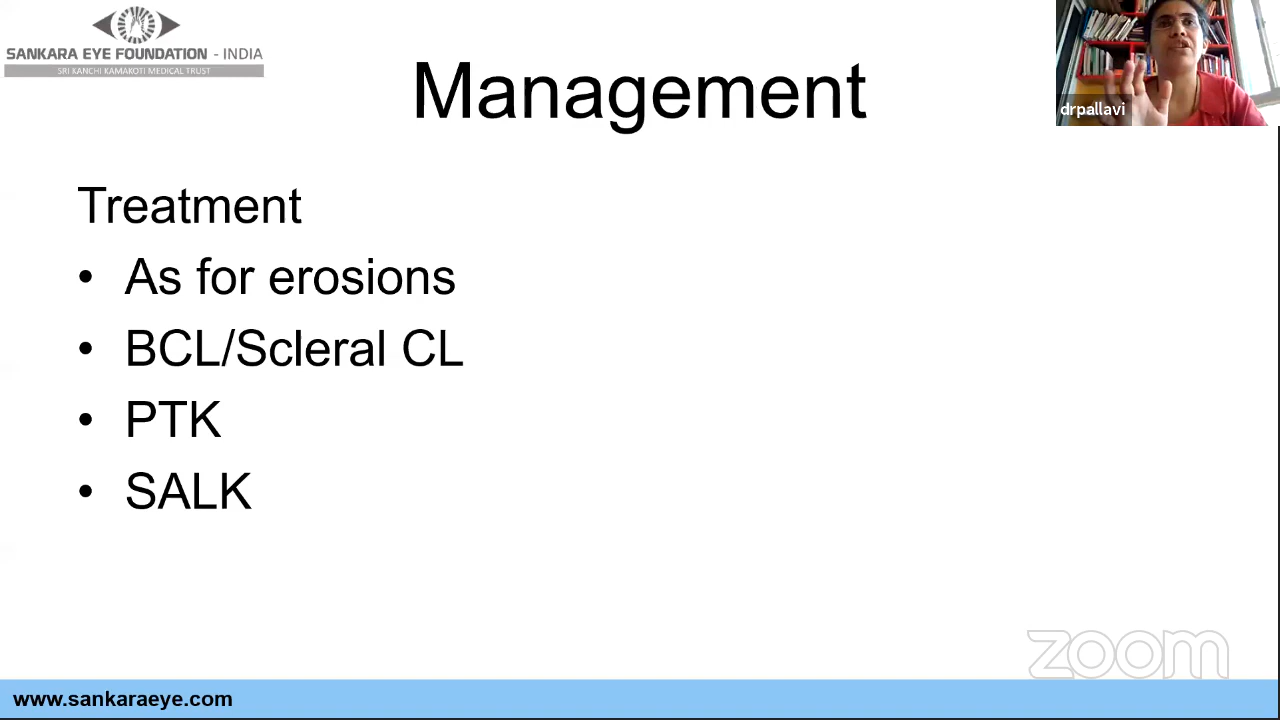 SANKARA EYE FOUNDATION - INDIA
SRI KANCHI KAMAKOTI MEDICAL TRUST
Management
drpallavi
Treatment
• As for erosions
• BCL/Scleral CL
• PTK
• SALK
zoom
www.sankaraeye.com